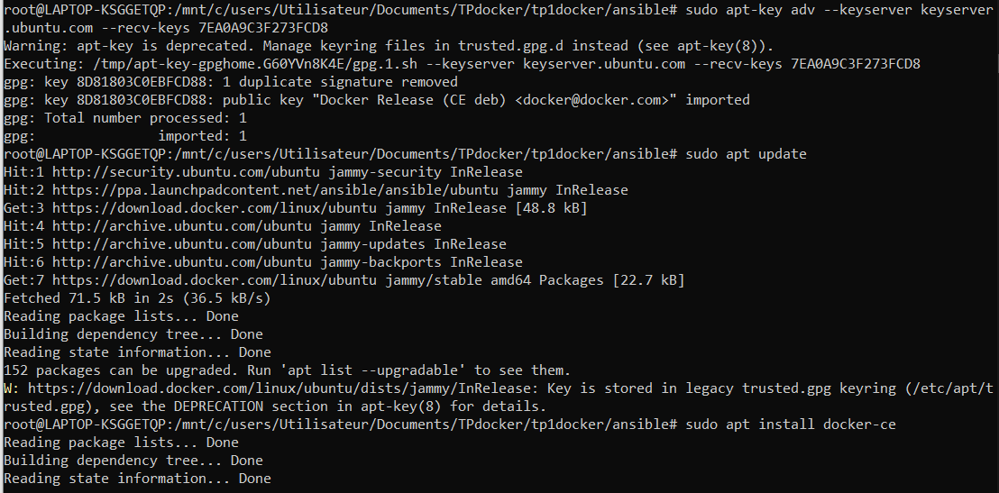 root@LAPTOP-KSGGETQP:/mnt/c/users/Utilisateur/Documents/TPdocker/tp1docker/ansible# sudo apt-key adv --keyserver keyserver
.ubuntu.com --recv-keys 7EA0A9C3F273FCD8
Warning: apt-key is deprecated. Manage keyring files in trusted.gpg.d instead (see apt-key(8)).
Executing: /tmp/apt-key-gpghome.G60YVn8K4E/gpg.1.sh --keyserver keyserver.ubuntu.com --recv-keys 7EA0A9C3F273FCD8
gpg: key 8D81803C0EBFCD88: 1 duplicate signature removed
gpg: key 8D81803C0EBFCD88: public key "Docker Release (CE deb) <docker@docker.com>" imported
gpg: Total number processed: 1
gpg:               imported: 1
root@LAPTOP-KSGGETQP:/mnt/c/users/Utilisateur/Documents/TPdocker/tp1docker/ansible# sudo apt update
Hit:1 http://security.ubuntu.com/ubuntu jammy-security InRelease
Hit:2 https://ppa.launchpadcontent.net/ansible/ansible/ubuntu jammy InRelease
Get:3 https://download.docker.com/linux/ubuntu jammy InRelease [48.8 kB]
Hit:4 http://archive.ubuntu.com/ubuntu jammy InRelease
Hit:5 http://archive.ubuntu.com/ubuntu jammy-updates InRelease
Hit:6 http://archive.ubuntu.com/ubuntu jammy-backports InRelease
Get:7 https://download.docker.com/linux/ubuntu jammy/stable amd64 Packages [22.7 kB]
Fetched 71.5 kB in 2s (36.5 kB/s)
Reading package lists... Done
Building dependency tree... Done
Reading state information... Done
152 packages can be upgraded. Run 'apt list --upgradable' to see them.
W: https://download.docker.com/linux/ubuntu/dists/jammy/InRelease: Key is stored in legacy trusted.gpg keyring (/etc/apt/t
rusted.gpg), see the DEPRECATION section in apt-key(8) for details.
root@LAPTOP-KSGGETQP:/mnt/c/users/Utilisateur/Documents/TPdocker/tp1docker/ansible# sudo apt install docker-ce
Reading package lists... Done
Building dependency tree... Done
Reading state information... Done